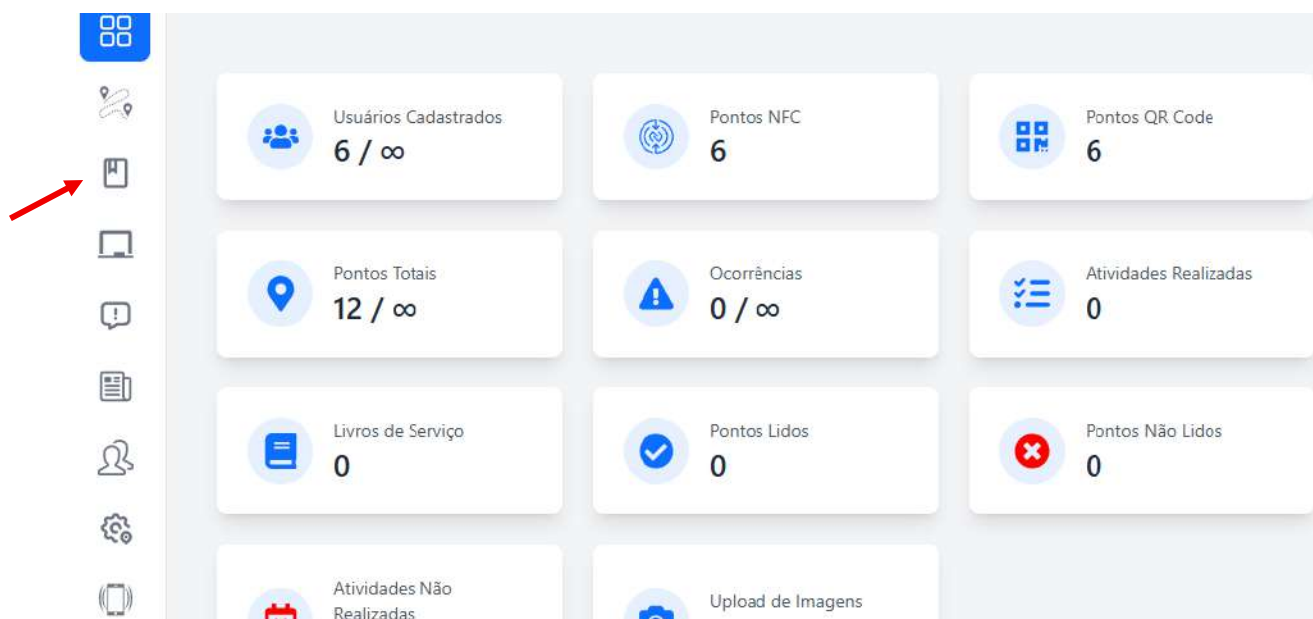 Usuários Cadastrados
6 / ∞
Pontos NFC
6
Pontos QR Code
6
Pontos Totais
12 / ∞
Ocorrências
0 / ∞
Atividades Realizadas
0
Livros de Serviço
0
Pontos Lidos
0
Pontos Não Lidos
0
Atividades Não
Realizadas
Upload de Imagens